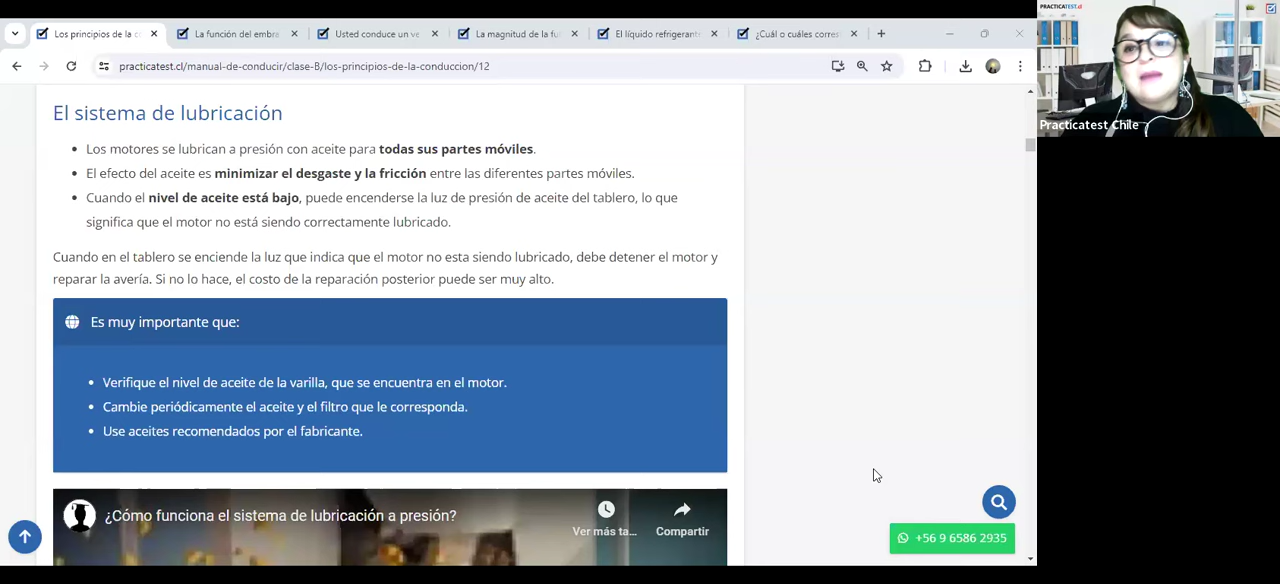 Los principios de la c
La función del embra
Usted conduce un ve
La magnitud de la fu
El líquido refrigerant
¿Cuál o cuáles corres
practicatest.cl/manual-de-conducir/clase-B/los-principios-de-la-conduccion/12
PRACTICATEST.cl
Practicatest Chile
El sistema de lubricación
• Los motores se lubrican a presión con aceite para todas sus partes móviles.
• El efecto del aceite es minimizar el desgaste y la fricción entre las diferentes partes móviles.
• Cuando el nivel de aceite está bajo, puede encenderse la luz de presión de aceite del tablero, lo que
significa que el motor no está siendo correctamente lubricado.
Cuando en el tablero se enciende la luz que indica que el motor no esta siendo lubricado, debe detener el motor y
reparar la avería. Si no lo hace, el costo de la reparación posterior puede ser muy alto.
Es muy importante que:
• Verifique el nivel de aceite de la varilla, que se encuentra en el motor.
• Cambie periódicamente el aceite y el filtro que le corresponda.
• Use aceites recomendados por el fabricante.
¿Cómo funciona el sistema de lubricación a presión?
Ver más ta...
Compartir
+56 9 6586 2935